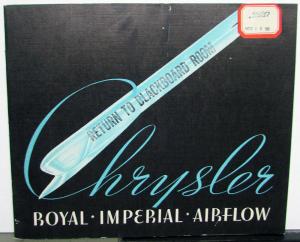 RETURN TO BLACKBOARD ROOM
Chrysler
ROYAL · IMPERIAL · AIRFLOW